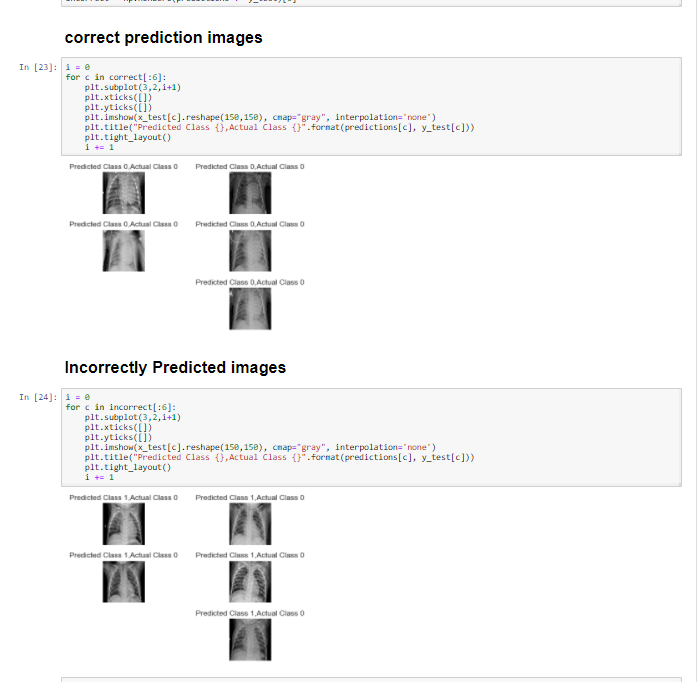 correct prediction images
In [23]: i = 0
for c in correct[:6]:
plt.subplot(3,2,i+1)
plt.xticks([])
plt.yticks([])
plt.imshow(x_test[c].reshape(150,150), cmap="gray", interpolation='none')
plt.title("Predicted Class {},Actual Class {}".format(predictions[c], y_test[c]))
plt.tight_layout()
i += 1
Predicted Class 0,Actual Class 0 Predicted Class 0,Actual Class 0
Predicted Class 0,Actual Class 0 Predicted Class 0,Actual Class 0
Predicted Class 0,Actual Class 0
Incorrectly Predicted images
In [24]: i = 0
for c in incorrect[:6]:
plt.subplot(3,2,i+1)
plt.xticks([])
plt.yticks([])
plt.imshow(x_test[c].reshape(150,150), cmap="gray", interpolation='none')
plt.title("Predicted Class {},Actual Class {}".format(predictions[c], y_test[c]))
plt.tight_layout()
i += 1
Predicted Class 1,Actual Class 0 Predicted Class 1,Actual Class 0
Predicted Class 1,Actual Class 0 Predicted Class 1,Actual Class 0
Predicted Class 1,Actual Class 0